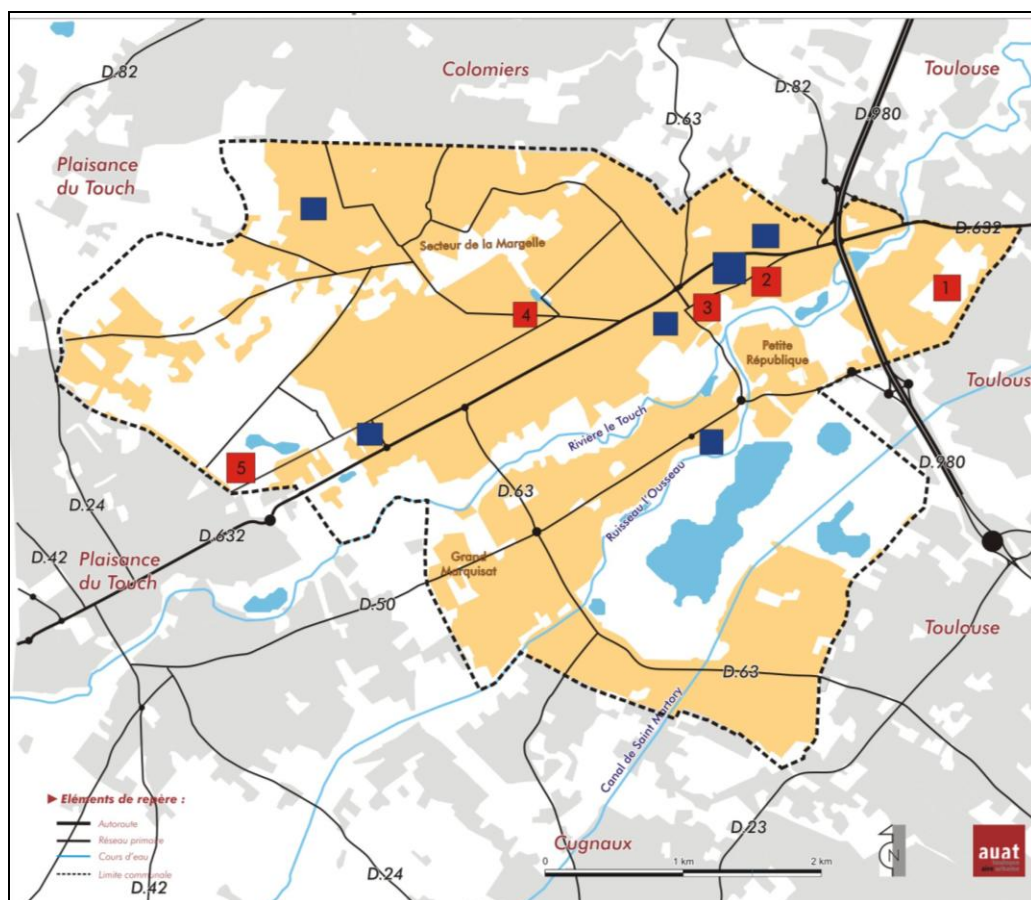 D.82
Colomiers
D.82
Toulouse
D.980
D.63
Plaisance
du Touch
D.632
Secteur de la Margelle
1
2
3
4
Petite
République
Toulous
Rivière le Touch
5
D.63
Ruisseau l'Ousseau
D.980
D.24
D.632
D.42
Plaisance
du Touch
Grand
Marquisat
D.50
Toulouse
D.63
Canal de Saint Martory
► Eléments de repère :
Autoroute
Réseau primaire
Cours d'eau
Limite communale
Cugnaux
D.23
0
1 km
2 km
N
auat
D.24
D.42